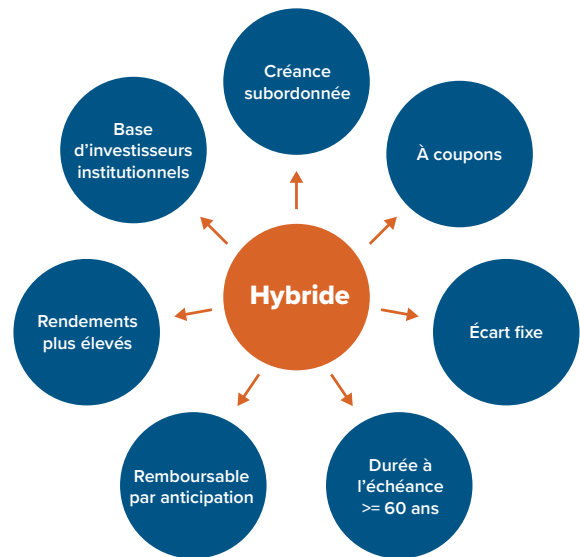 Créance
subordonnée
À coupons
Écart fixe
Durée à
l’échéance
>= 60 ans
Remboursable
par anticipation
Rendements
plus élevés
Base
d’investisseurs
institutionnels
Hybride